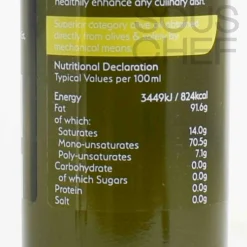 healthily enhance any culinary dish.
Superior category olive oil obtained
directly from olives & solely by
mechanical means.
Nutritional Declaration
Typical Values per 100ml
Energy 3449kJ / 824kcal
Fat 91.6g
of which:
Saturates 14.0g
Mono-unsaturates 70.5g
Poly-unsaturates 7.1g
Carbohydrate 0.0g
of which Sugars 0.0g
Protein 0.0g
Salt 0.0g